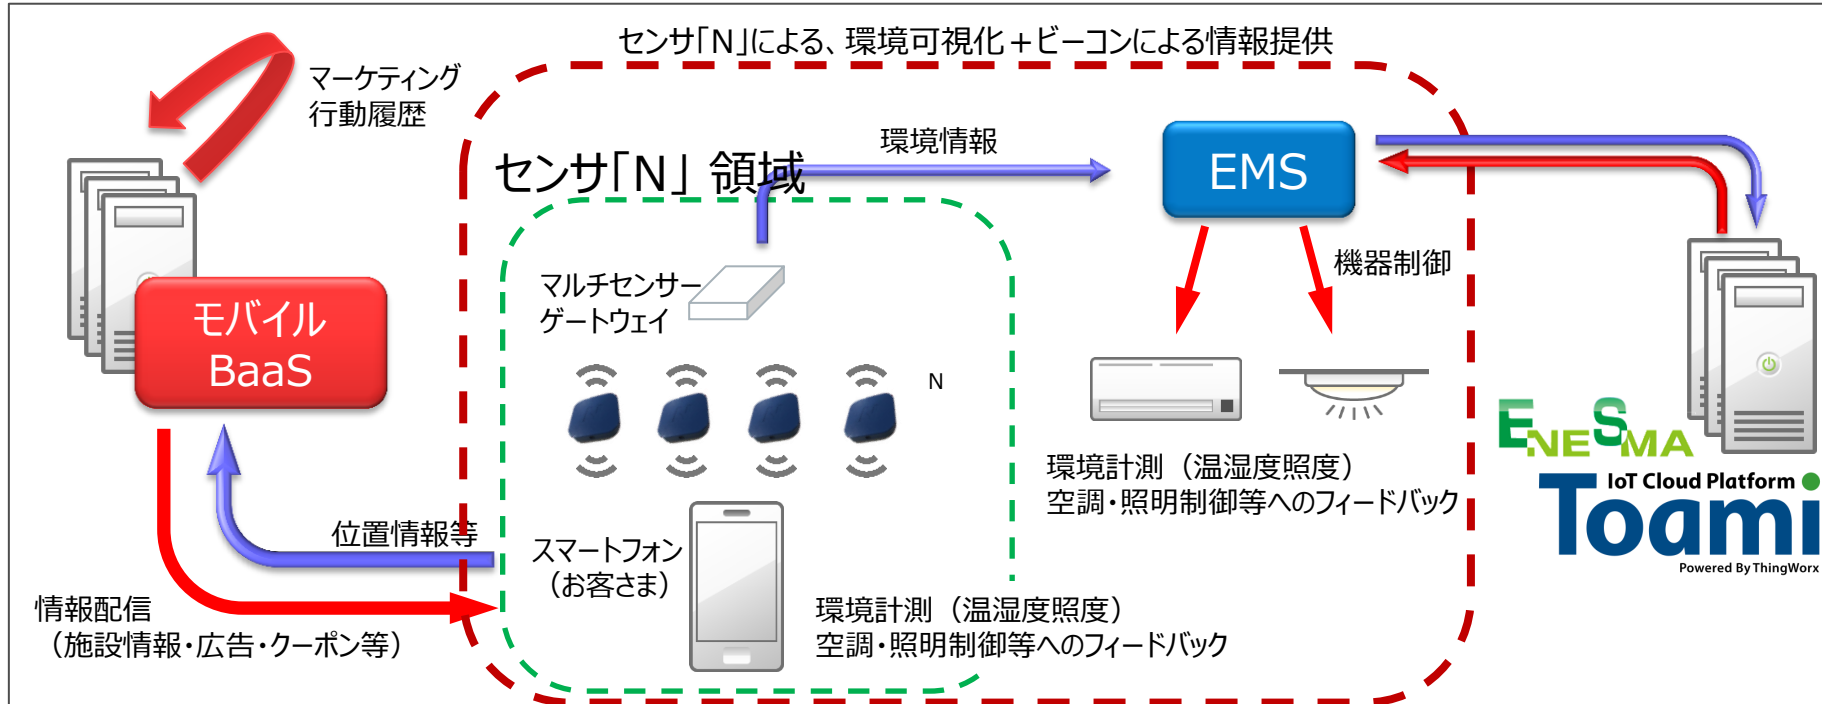 センサ「N」による、環境可視化＋ビーコンによる情報提供
マーケティング
行動履歴
環境情報
センサ「N」 領域
EMS
機器制御
マルチセンサー
ゲートウェイ
モバイル
BaaS
N
環境計測（温湿度照度）
空調・照明制御等へのフィードバック
ENESMA
IoT Cloud Platform
Toami
Powered By ThingWorx
位置情報等
スマートフォン
（お客さま）
情報配信
（施設情報・広告・クーポン等）
環境計測（温湿度照度）
空調・照明制御等へのフィードバック